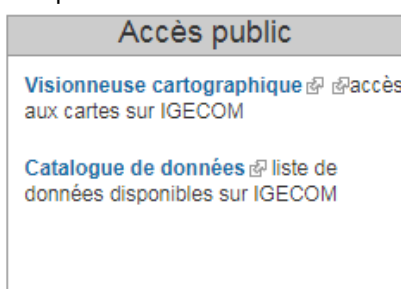 Accès public
Visionneuse cartographique accès
aux cartes sur IGECOM
Catalogue de données liste de
données disponibles sur IGECOM